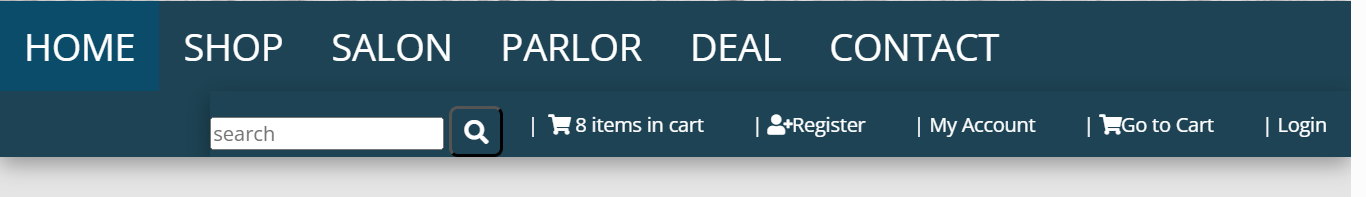 HOME SHOP SALON PARLOR DEAL CONTACT
search | 8 items in cart | Register | My Account | Go to Cart | Login